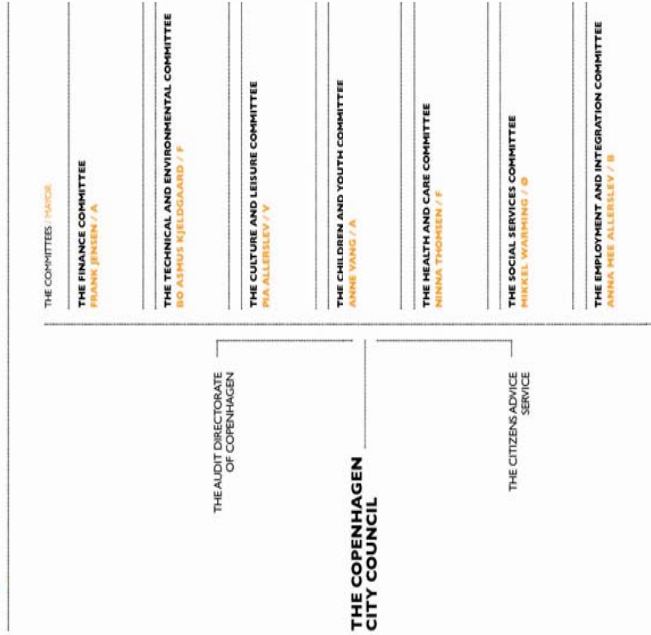 THE COMMITTEES / MAYOR
THE FINANCE COMMITTEE
FRANK JENSEN / A
THE TECHNICAL AND ENVIRONMENTAL COMMITTEE
BO ASMUS KJELDGAARD / F
THE CULTURE AND LEISURE COMMITTEE
PIA ALLERSLEV / V
THE CHILDREN AND YOUTH COMMITTEE
ANNE VANG / A
THE HEALTH AND CARE COMMITTEE
NINNA THOMSEN / F
THE SOCIAL SERVICES COMMITTEE
MIKKEL WARMING / Ø
THE EMPLOYMENT AND INTEGRATION COMMITTEE
ANNA MEE ALLERSLEV / B
THE AUDIT DIRECTORATE
OF COPENHAGEN
THE COPENHAGEN
CITY COUNCIL
THE CITIZENS ADVICE
SERVICE